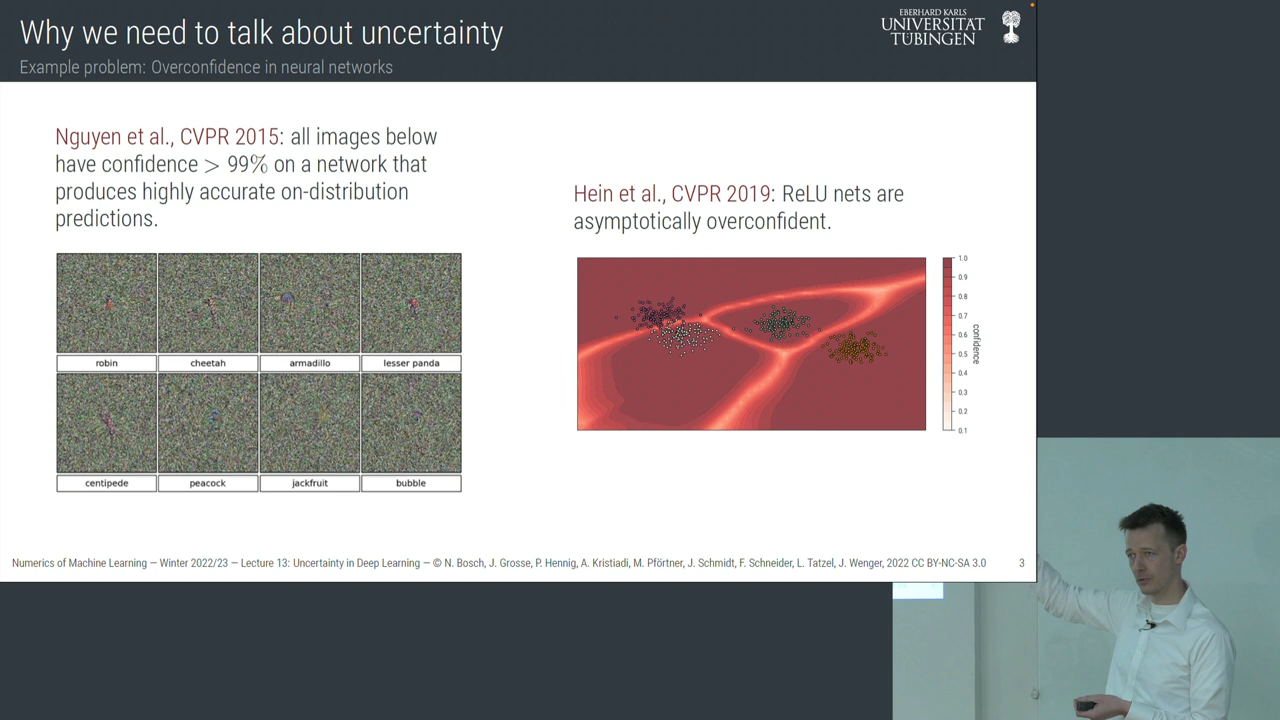 Why we need to talk about uncertainty
Example problem: Overconfidence in neural networks
EBERHARD KARLS
UNIVERSITÄT
TÜBINGEN
Nguyen et al., CVPR 2015: all images below
have confidence > 99% on a network that
produces highly accurate on-distribution
predictions.
robin cheetah armadillo lesser panda
centipede peacock jackfruit bubble
Hein et al., CVPR 2019: ReLU nets are
asymptotically overconfident.
1.0
0.9
0.8
0.7
0.6
0.5
0.4
0.3
0.2
0.1
confidence
Numerics of Machine Learning — Winter 2022/23 — Lecture 13: Uncertainty in Deep Learning — © N. Bosch, J. Grosse, P. Hennig, A. Kristiadi, M. Pförtner, J. Schmidt, F. Schneider, L. Tatzel, J. Wenger, 2022 CC BY-NC-SA 3.0 3